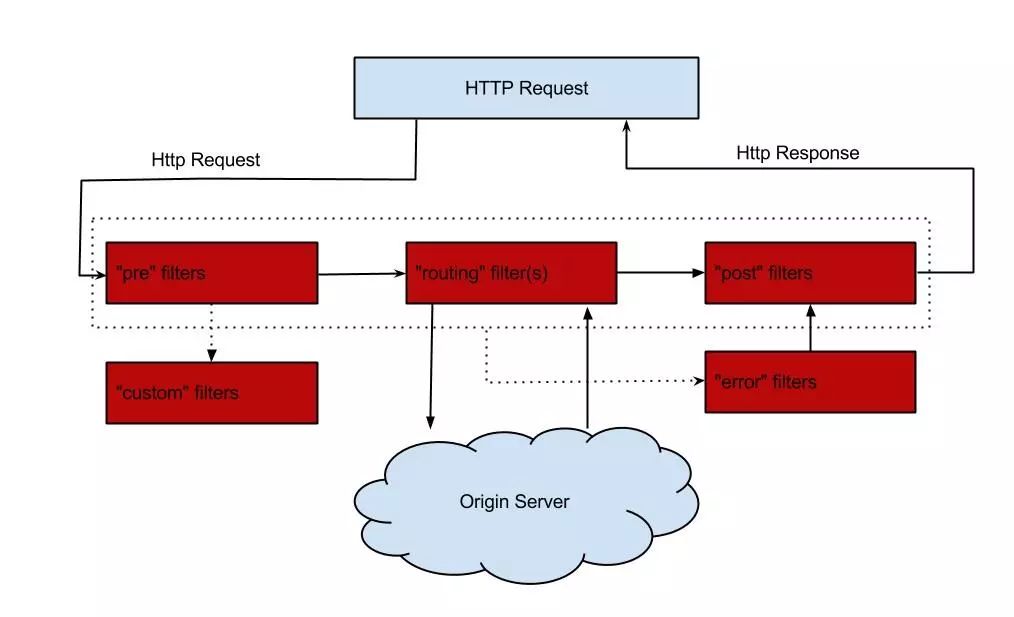 HTTP Request
Http Request
Http Response
"pre" filters
"routing" filter(s)
"post" filters
"custom" filters
"error" filters
Origin Server